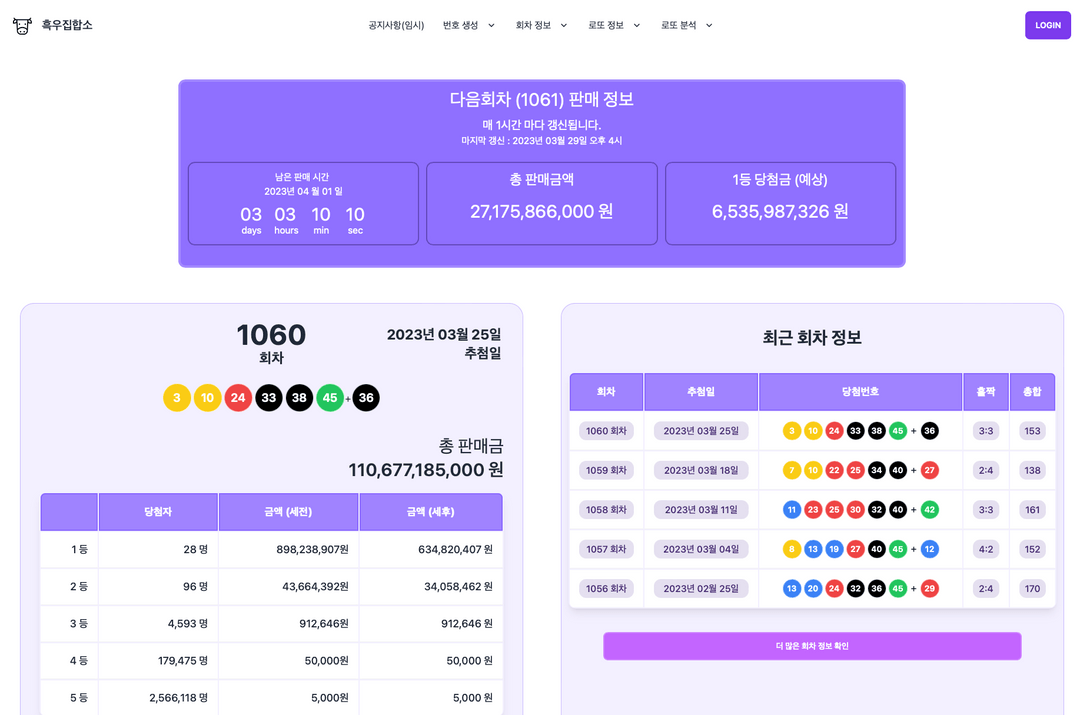 흑우집합소
공지사항(임시) 번호 생성 회차 정보 로또 정보 로또 분석
LOGIN
다음회차 (1061) 판매 정보
매 1시간 마다 갱신됩니다.
마지막 갱신 : 2023년 03월 29일 오후 4시
남은 판매 시간
2023년 04 월 01 일
03 03 10 10
days hours min sec
총 판매금액
27,175,866,000 원
1등 당첨금 (예상)
6,535,987,326 원
1060
회차
2023년 03월 25일
추첨일
3 10 24 33 38 45 + 36
총 판매금
110,677,185,000 원
당첨자 금액 (세전) 금액 (세후)
1 등 28 명 898,238,907원 634,820,407 원
2 등 96 명 43,664,392원 34,058,462 원
3 등 4,593 명 912,646원 912,646 원
4 등 179,475 명 50,000원 50,000 원
5 등 2,566,118 명 5,000원 5,000 원
최근 회차 정보
회차 추첨일 당첨번호 홀짝 총합
1060 회차 2023년 03월 25일 3 10 24 33 38 45 + 36 3:3 153
1059 회차 2023년 03월 18일 7 10 22 25 34 40 + 27 2:4 138
1058 회차 2023년 03월 11일 11 23 25 30 32 40 + 42 3:3 161
1057 회차 2023년 03월 04일 8 13 19 27 40 45 + 12 4:2 152
1056 회차 2023년 02월 25일 13 20 24 32 36 45 + 29 2:4 170
더 많은 회차 정보 확인